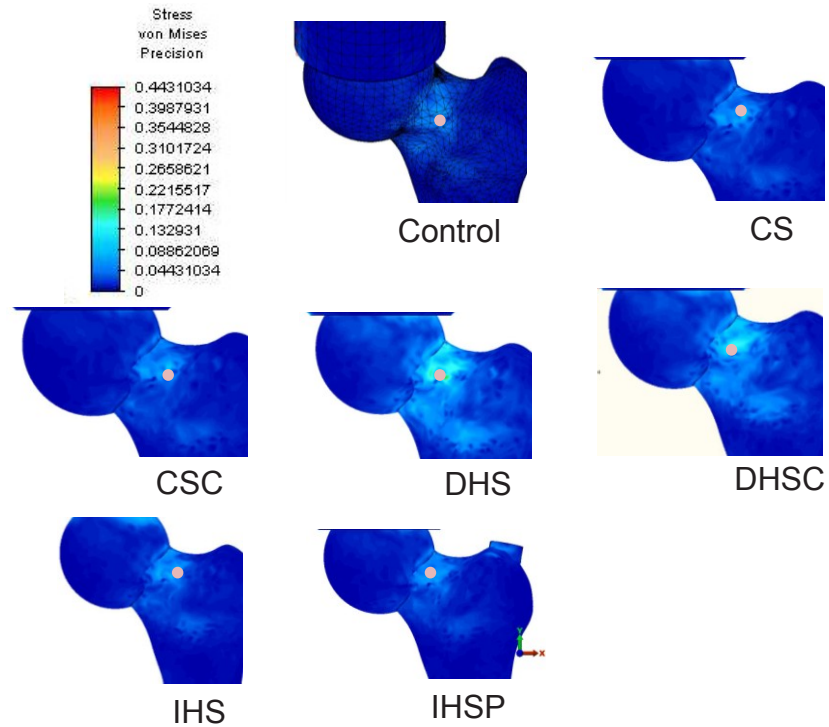 Stress
von Mises
Precision
0.4431034
0.3987931
0.3544828
0.3101724
0.2658621
0.2215517
0.1772414
0.132931
0.08862069
0.04431034
0
Control
CS
CSC
DHS
DHSC
IHS
IHSP
Y
X